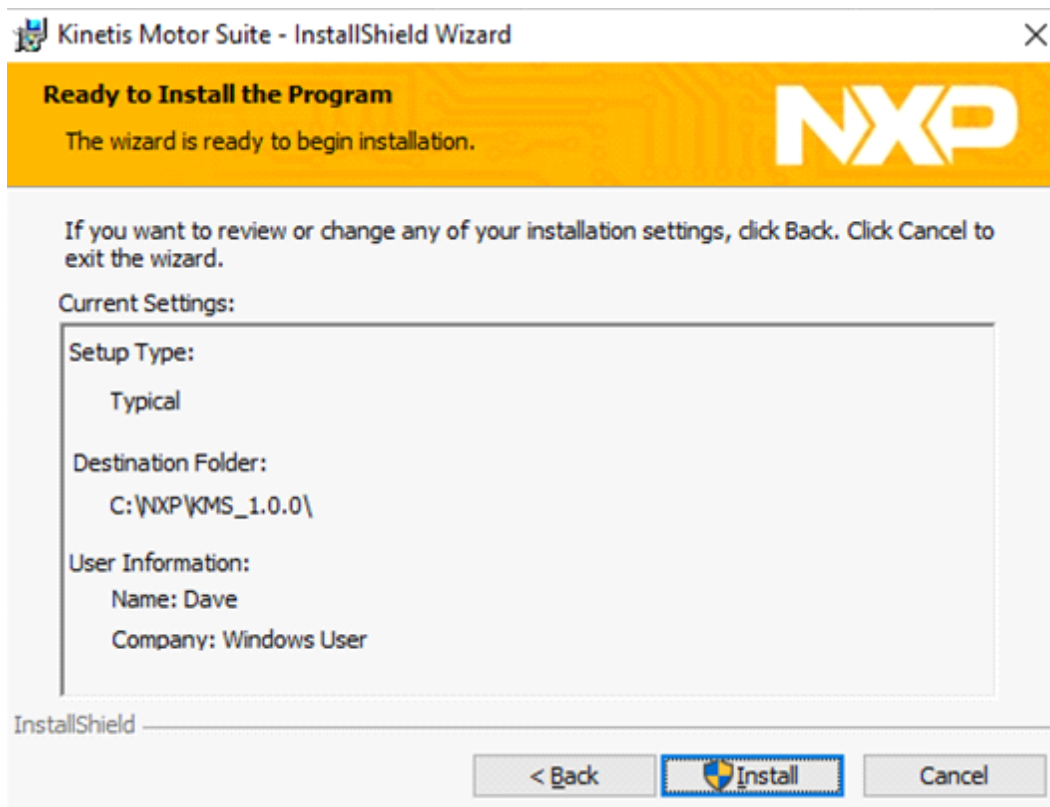 Kinetis Motor Suite - InstallShield Wizard
Ready to Install the Program
The wizard is ready to begin installation.
NXP
If you want to review or change any of your installation settings, click Back. Click Cancel to
exit the wizard.
Current Settings:
Setup Type:
Typical
Destination Folder:
C:\NXP\KMS_1.0.0\
User Information:
Name: Dave
Company: Windows User
InstallShield
< Back
Install
Cancel